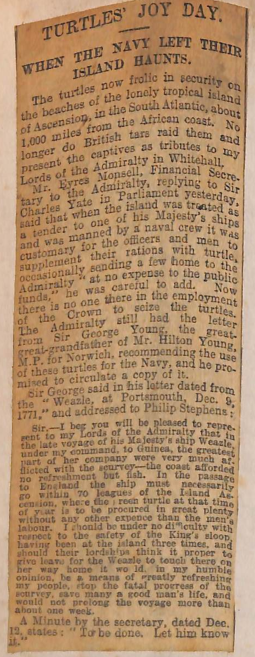 TURTLES' JOY DAY.
WHEN THE NAVY LEFT THEIR
ISLAND HAUNTS.
The turtles now frolic in security on
the beaches of the lonely tropical island
of Ascension, in the South Atlantic, about
1,000 miles from the African coast. No
longer do British tars raid them and
present the captives as tributes to my
Lords of the Admiralty in Whitehall.
Mr. Eyres Monsell, Financial Secre-
tary to the Admiralty, replying to Sir
Charles Yate in Parliament yesterday,
said that when the island was treated as
a tender to one of his Majesty's ships
and was manned by a naval crew it was
customary for the officers and men to
supplement their rations with turtle,
occasionally sending a few home to the
Admiralty "at no expense to the public
funds," he was careful to add. Now
there is no one there in the employment
of the Crown to seize the turtles.
The Admiralty still had the letter
from Sir George Young, the great-
great-grandfather of Mr. Hilton Young,
M.P. for Norwich, recommending the use
of these turtles for the Navy, and he pro-
mised to circulate a copy of it.
Sir George said in his letter dated from
the "Weazle, at Portsmouth, Dec. 9,
1771," and addressed to Philip Stephens:
Sir.—I beg you will be pleased to repre-
sent to my Lords of the Admiralty that in
the late voyage of his Majesty's ship Weazle,
under my command, to Guinea, the greatest
part of her company were very much af-
flicted with the scurvey—the coast afforded
no refreshment but fish. In the passage
to England the ship must necessarily
go within 70 leagues of the Island As-
cension, where the green turtle at that time
of year is to be procured in great plenty
without any other expence than the men's
labour. I should be under no difficulty with
respect to the safety of the King's sloop,
having been at the island three times, and
should their lordships think it proper to
give leave for the Weazle to touch there on
her way home it wo'ld, in my humble
opinion, be a means of greatly refreshing
my people, stop the fatal progress of the
scurvey, save many a good man's life, and
would not prolong the voyage more than
about one week.
A Minute by the secretary, dated Dec.
12, states: "To be done. Let him know
it."